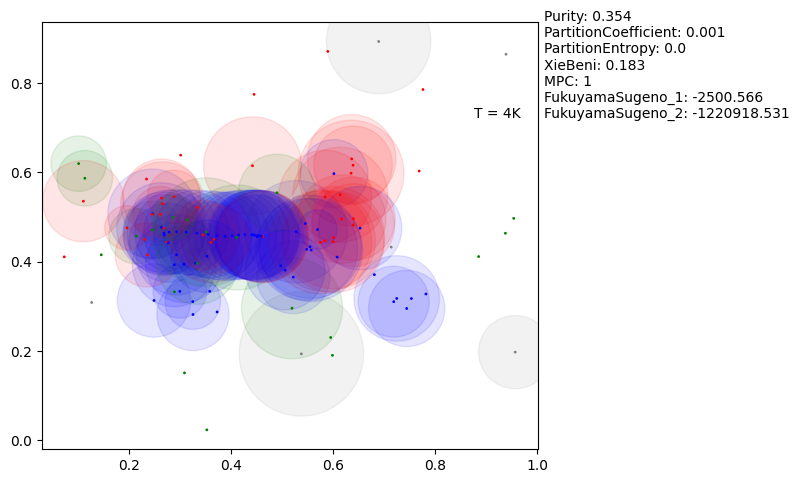 Purity: 0.354
PartitionCoefficient: 0.001
PartitionEntropy: 0.0
XieBeni: 0.183
MPC: 1
FukuyamaSugeno_1: -2500.566
FukuyamaSugeno_2: -1220918.531
T = 4K
0.8
0.6
0.4
0.2
0.0
0.2 0.4 0.6 0.8 1.0